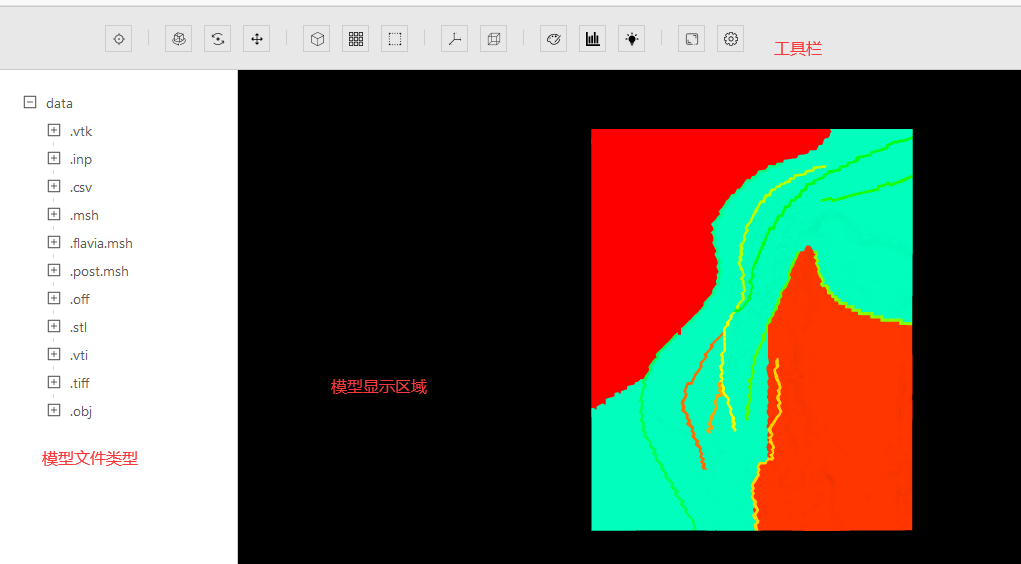 工具栏
data
.vtk
.inp
.csv
.msh
.flavia.msh
.post.msh
.off
.stl
.vti
.tiff
.obj
模型显示区域
模型文件类型